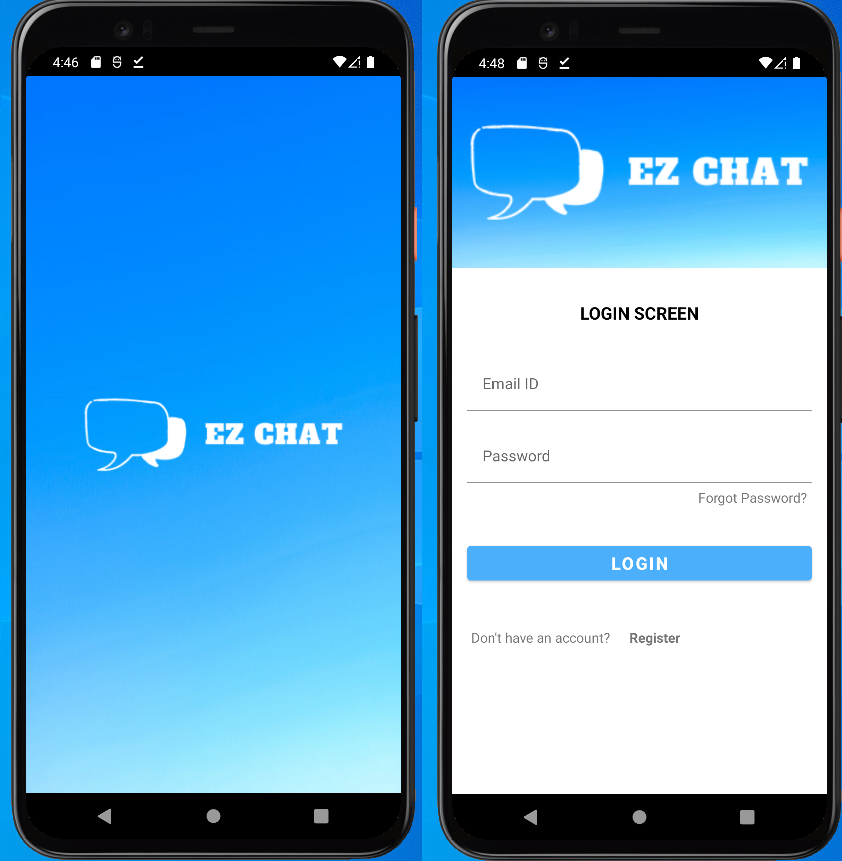 4:46
EZ CHAT
4:48
EZ CHAT
LOGIN SCREEN
Email ID
Password
Forgot Password?
LOGIN
Don't have an account? Register